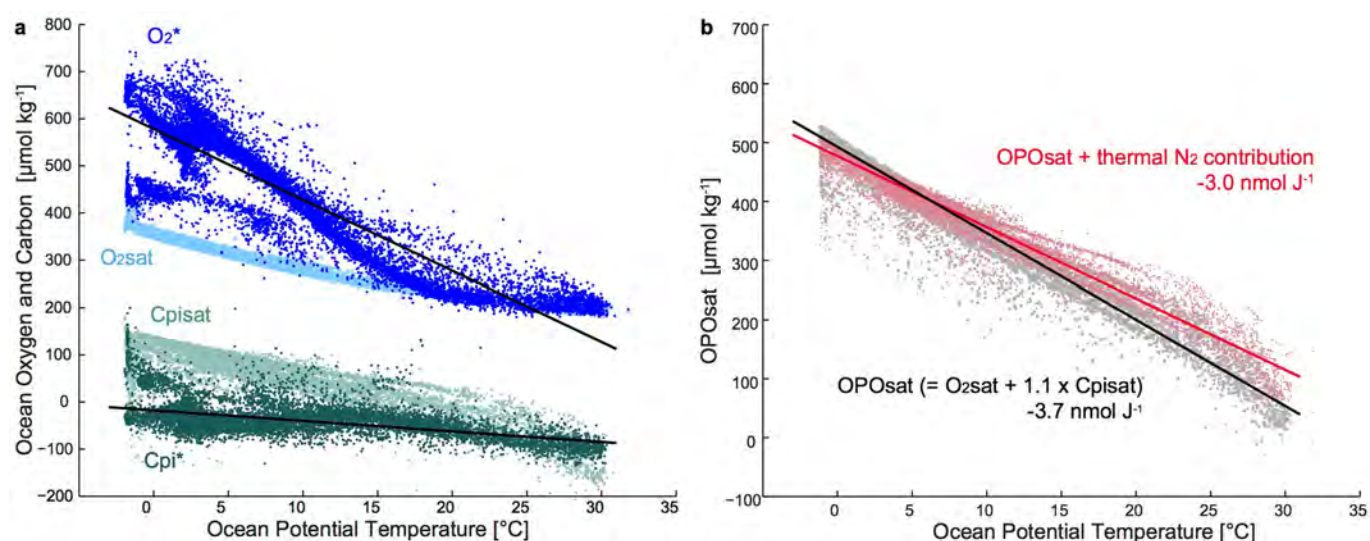 a
O₂*
Ocean Oxygen and Carbon [µmol kg⁻¹]
800
700
600
500
400
300
200
100
0
−100
−200
O₂sat
Cpisat
Cpi*
0 5 10 15 20 25 30 35
Ocean Potential Temperature [°C]
b
OPOsat [µmol kg⁻¹]
700
600
500
400
300
200
100
0
−100
OPOsat + thermal N₂ contribution
-3.0 nmol J⁻¹
OPOsat (= O₂sat + 1.1 x Cpisat)
-3.7 nmol J⁻¹
0 5 10 15 20 25 30 35
Ocean Potential Temperature [°C]